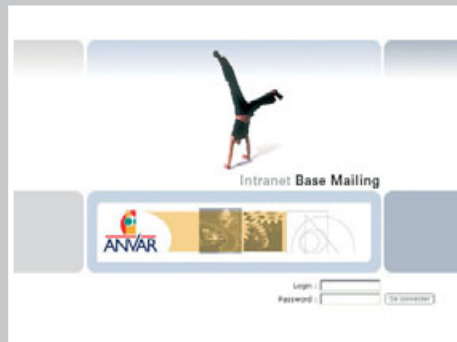 Intranet Base Mailing
ANVAR
Login :
Password :
Se connecter